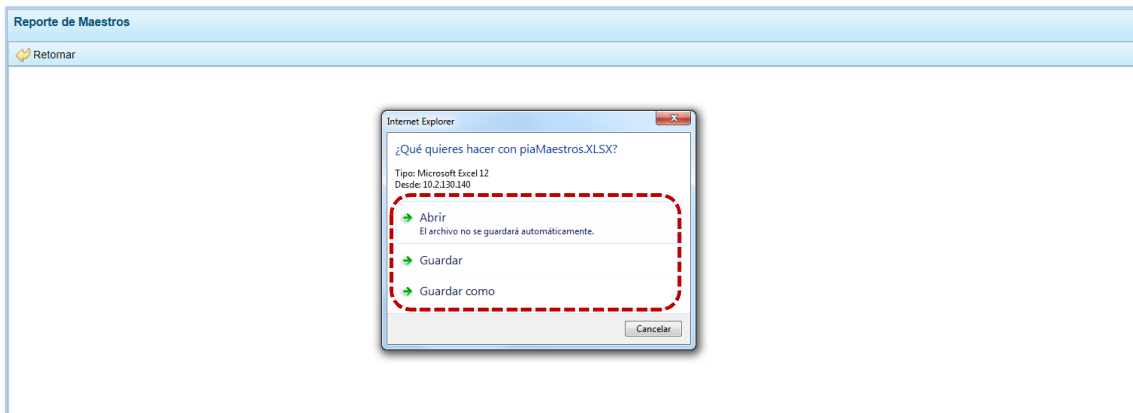 Reporte de Maestros
Retornar
Internet Explorer
¿Qué quieres hacer con piaMaestros.XLSX?
Tipo: Microsoft Excel 12
Desde: 10.2.130.140
Abrir
El archivo no se guardará automáticamente.
Guardar
Guardar como
Cancelar